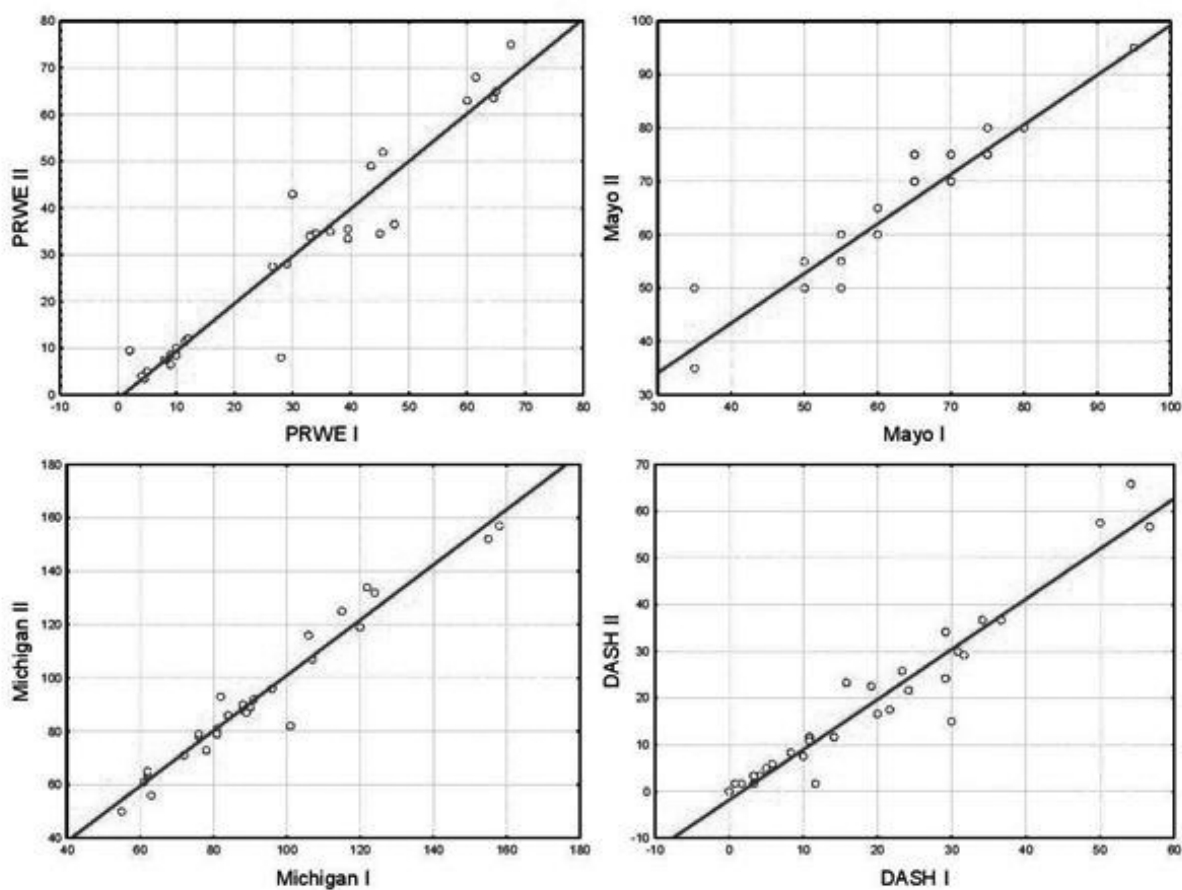 80
70
60
50
40
30
20
10
0
-10 0 10 20 30 40 50 60 70 80
PRWE II
PRWE I
100
90
80
70
60
50
40
30
30 40 50 60 70 80 90 100
Mayo II
Mayo I
180
160
140
120
100
80
60
40
40 60 80 100 120 140 160 180
Michigan II
Michigan I
70
60
50
40
30
20
10
0
-10
-10 0 10 20 30 40 50 60
DASH II
DASH I